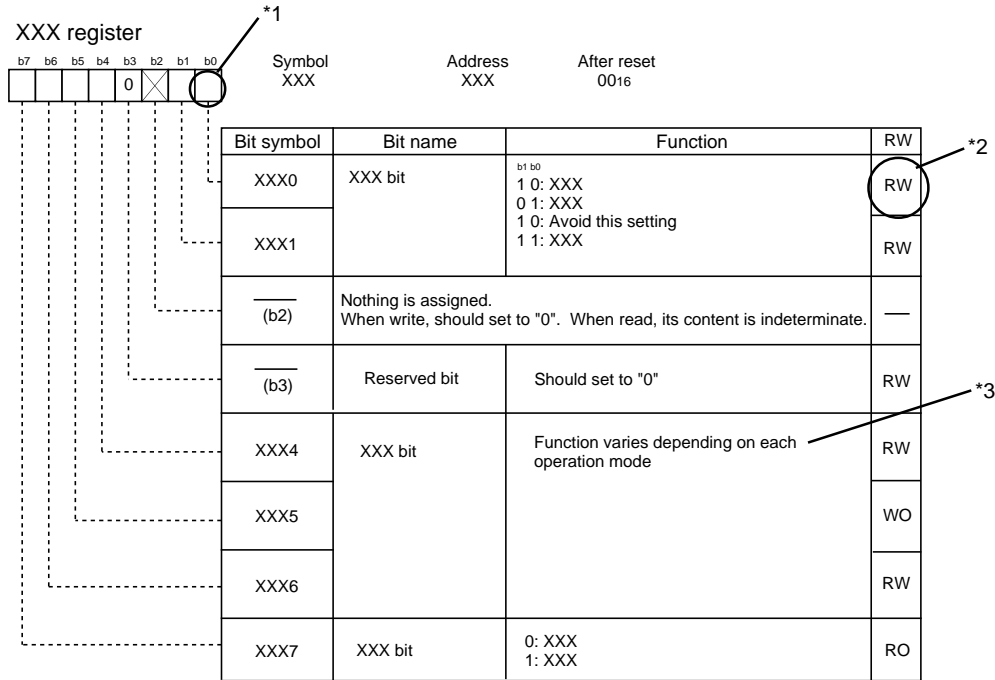 *1
XXX register
b7 b6 b5 b4 b3 b2 b1 b0
0
Symbol Address After reset
XXX XXX 0016
Bit symbol Bit name Function RW
*2
XXX0 XXX bit RW
b1 b0
1 0: XXX
0 1: XXX
1 0: Avoid this setting
1 1: XXX
XXX1 RW
(b2) Nothing is assigned.
When write, should set to "0". When read, its content is indeterminate. —
(b3) Reserved bit Should set to "0" RW
*3
XXX4 XXX bit Function varies depending on each RW
operation mode
XXX5 WO
XXX6 RW
XXX7 XXX bit 0: XXX RO
1: XXX